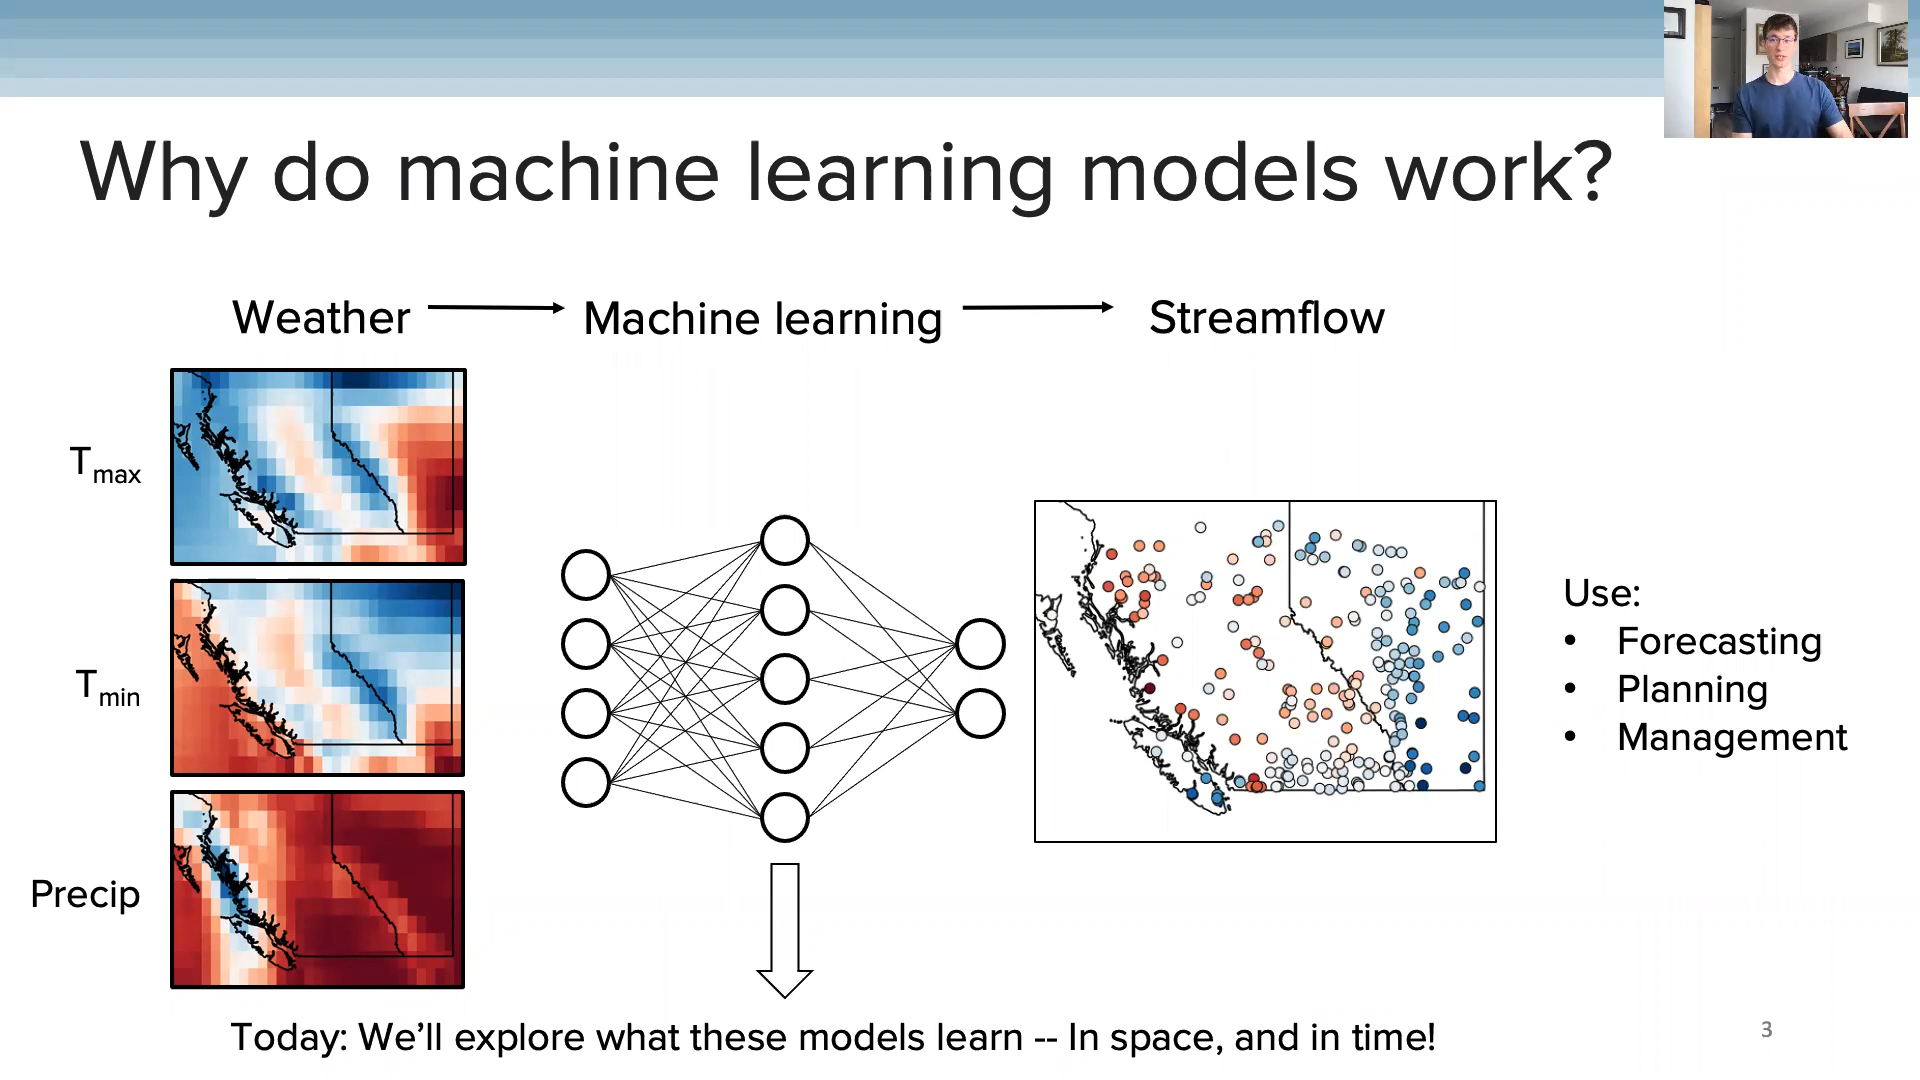 Why do machine learning models work?
Weather
Machine learning
Streamflow
Tmax
Tmin
Precip
Use:
• Forecasting
• Planning
• Management
Today: We'll explore what these models learn -- In space, and in time!
3